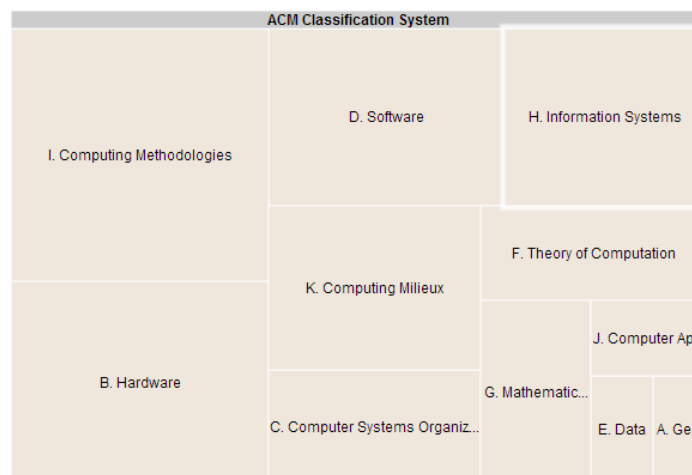 ACM Classification System
I. Computing Methodologies
D. Software
H. Information Systems
B. Hardware
K. Computing Milieux
C. Computer Systems Organiz...
F. Theory of Computation
G. Mathematic...
J. Computer Ap
E. Data
A. Ge